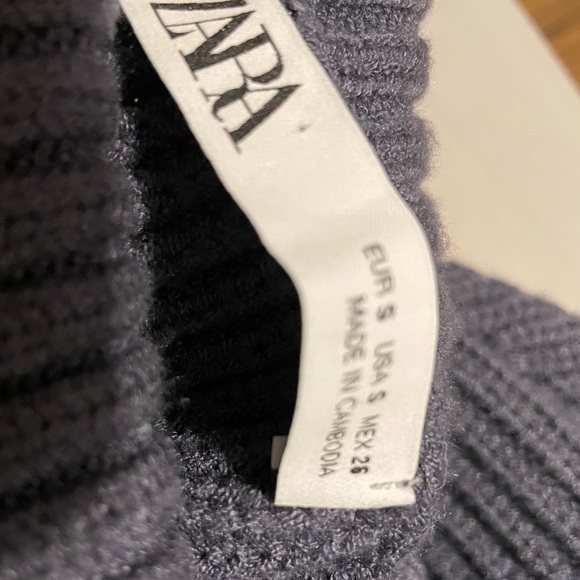 ZARA
EUR S USA S MEX 26
MADE IN CAMBODIA